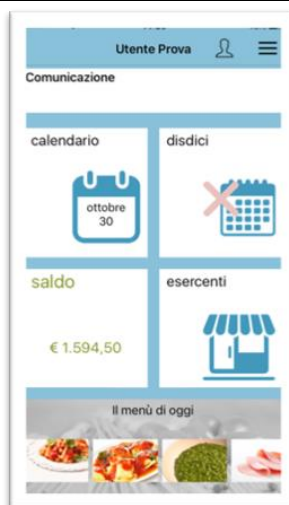 Utente Prova
Comunicazione
calendario
disdici
ottobre
30
saldo
esercenti
€ 1.594,50
Il menù di oggi